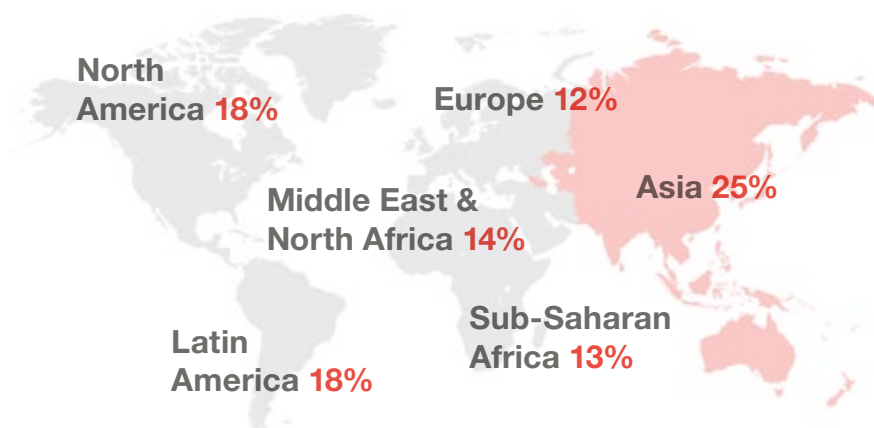 North
America 18%
Europe 12%
Asia 25%
Middle East &
North Africa 14%
Sub-Saharan
Africa 13%
Latin
America 18%